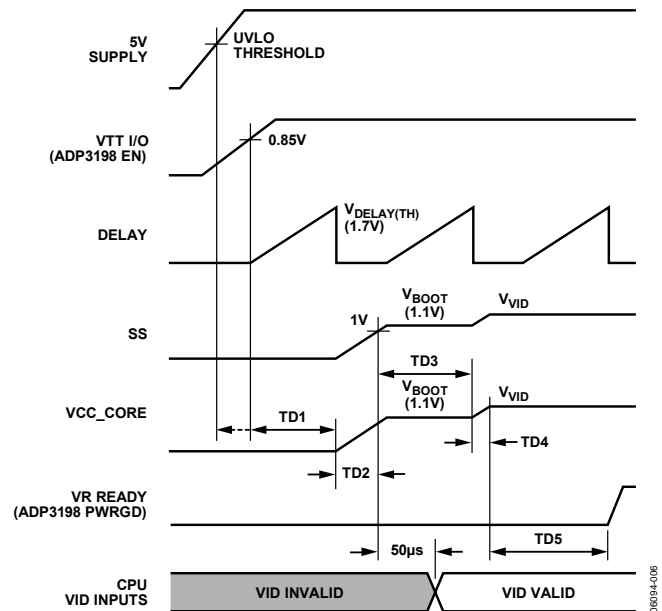 5V
SUPPLY
UVLO
THRESHOLD
VTT I/O
(ADP3198 EN)
0.85V
DELAY
VDELAY(TH)
(1.7V)
SS
1V
VBOOT
(1.1V)
VVID
TD3
VCC_CORE
VBOOT
(1.1V)
VVID
TD1
TD4
TD2
VR READY
(ADP3198 PWRGD)
50µs
TD5
CPU
VID INPUTS
VID INVALID
VID VALID
06094-006